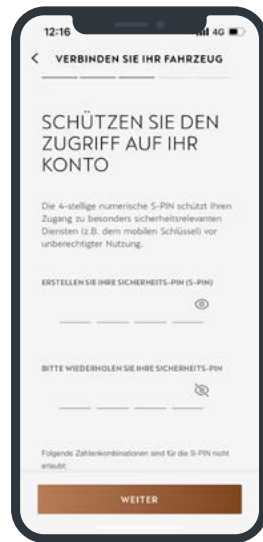 12:16
4G
VERBINDEN SIE IHR FAHRZEUG
SCHÜTZEN SIE DEN
ZUGRIFF AUF IHR
KONTO
Die 4-stellige numerische S-PIN schützt Ihren
Zugang zu besonders sicherheitsrelevanten
Diensten (z.B. dem mobilen Schlüssel) vor
unberechtigter Nutzung.
ERSTELLEN SIE IHRE SICHERHEITS-PIN (S-PIN)
BITTE WIEDERHOLEN SIE IHRE SICHERHEITS-PIN
Folgende Zahlenkombinationen sind für die S-PIN nicht
erlaubt:
WEITER